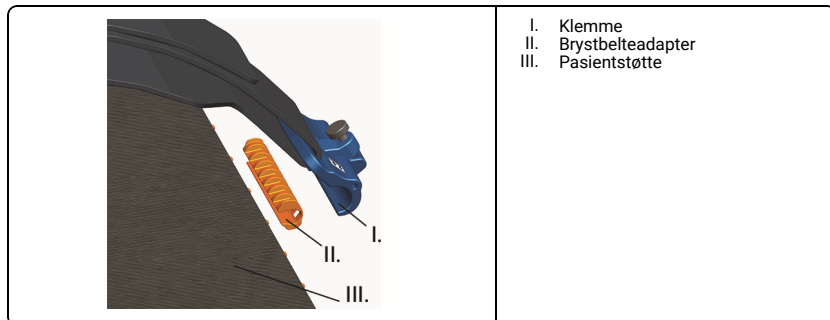 I.
II.
III.
I. Klemme
II. Brystbelteadapter
III. Pasientstøtte